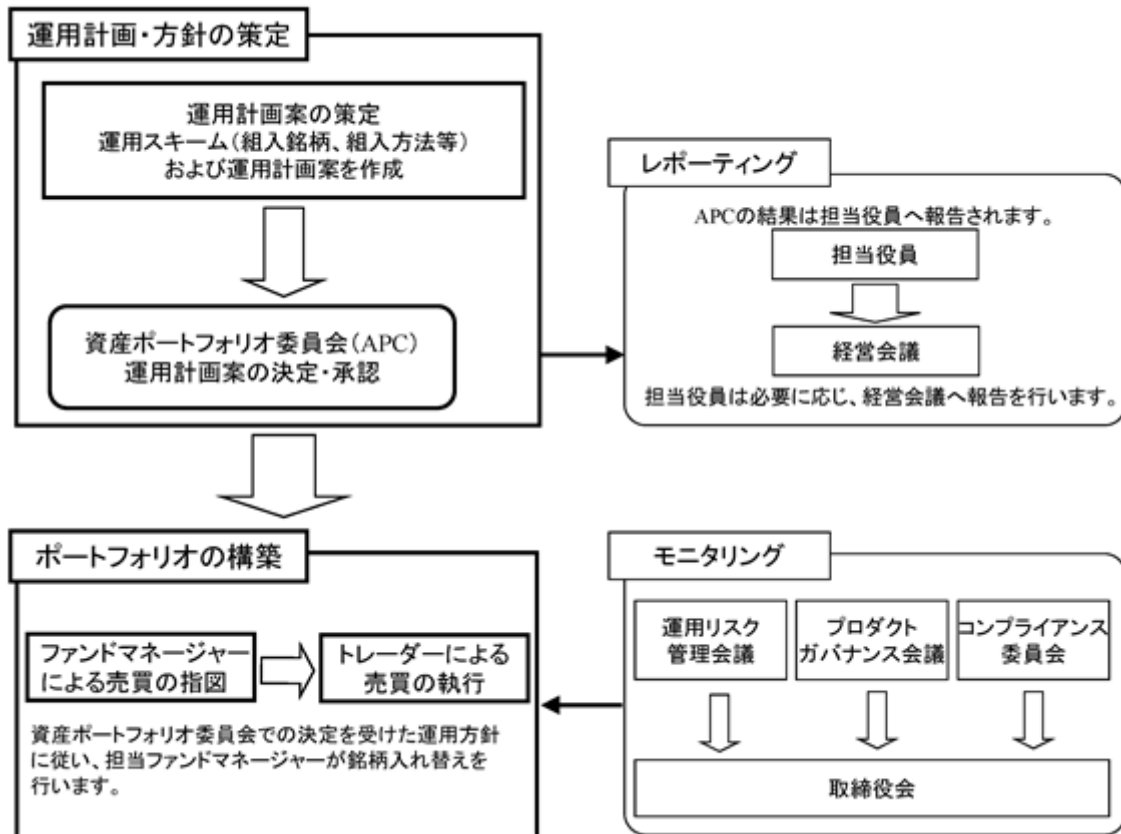 運用計画・方針の策定
運用計画案の策定
運用スキーム(組入銘柄、組入方法等)
および運用計画案を作成
資産ポートフォリオ委員会(APC)
運用計画案の決定・承認
レポーティング
APCの結果は担当役員へ報告されます。
担当役員
経営会議
担当役員は必要に応じ、経営会議へ報告を行います。
ポートフォリオの構築
ファンドマネージャー
による売買の指図
トレーダーによる
売買の執行
資産ポートフォリオ委員会での決定を受けた運用方針
に従い、担当ファンドマネージャーが銘柄入れ替えを
行います。
モニタリング
運用リスク
管理会議
プロダクト
ガバナンス会議
コンプライアンス
委員会
取締役会